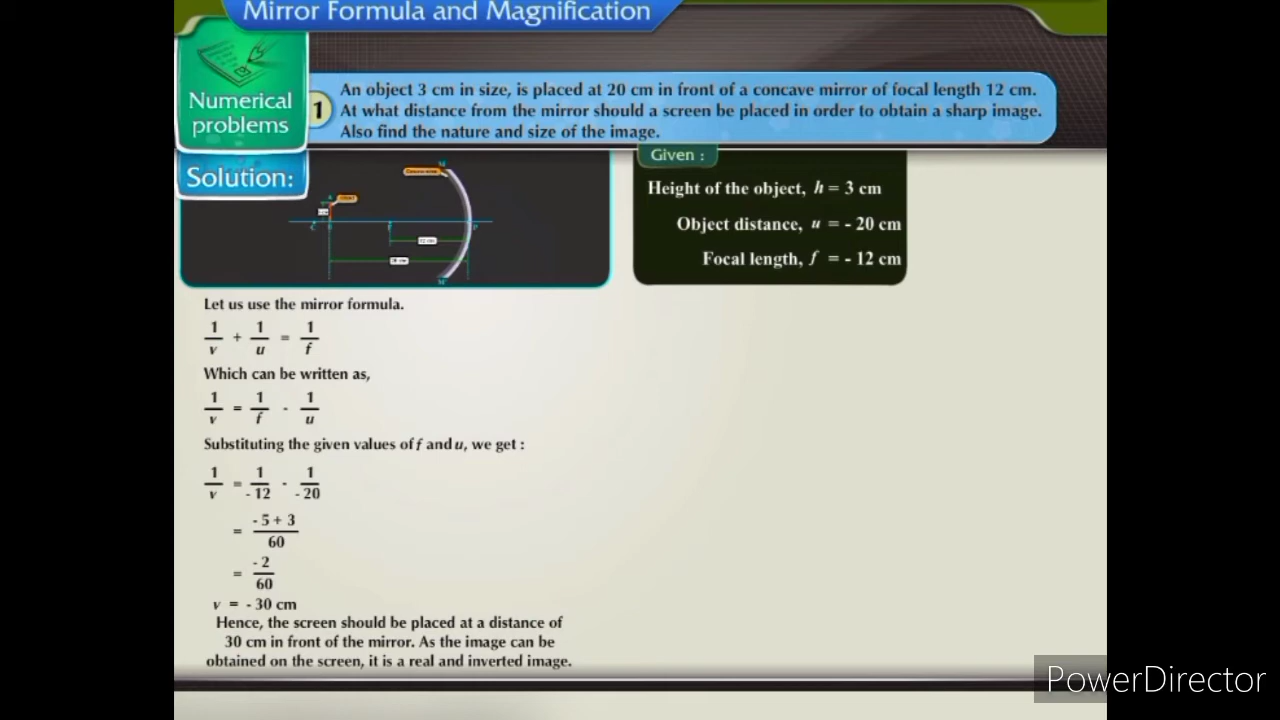 Mirror Formula and Magnification
Numerical
problems
1
An object 3 cm in size, is placed at 20 cm in front of a concave mirror of focal length 12 cm.
At what distance from the mirror should a screen be placed in order to obtain a sharp image.
Also find the nature and size of the image.
Solution:
M
C
F
P
12 cm
M'
Given :
Height of the object, h = 3 cm
Object distance, u = - 20 cm
Focal length, f = - 12 cm
Let us use the mirror formula.
1/v + 1/u = 1/f
Which can be written as,
1/v = 1/f - 1/u
Substituting the given values of f and u, we get :
1/v = 1/- 12 - 1/- 20
= - 5 + 3/60
= - 2/60
v = - 30 cm
Hence, the screen should be placed at a distance of
30 cm in front of the mirror. As the image can be
obtained on the screen, it is a real and inverted image.
PowerDirector